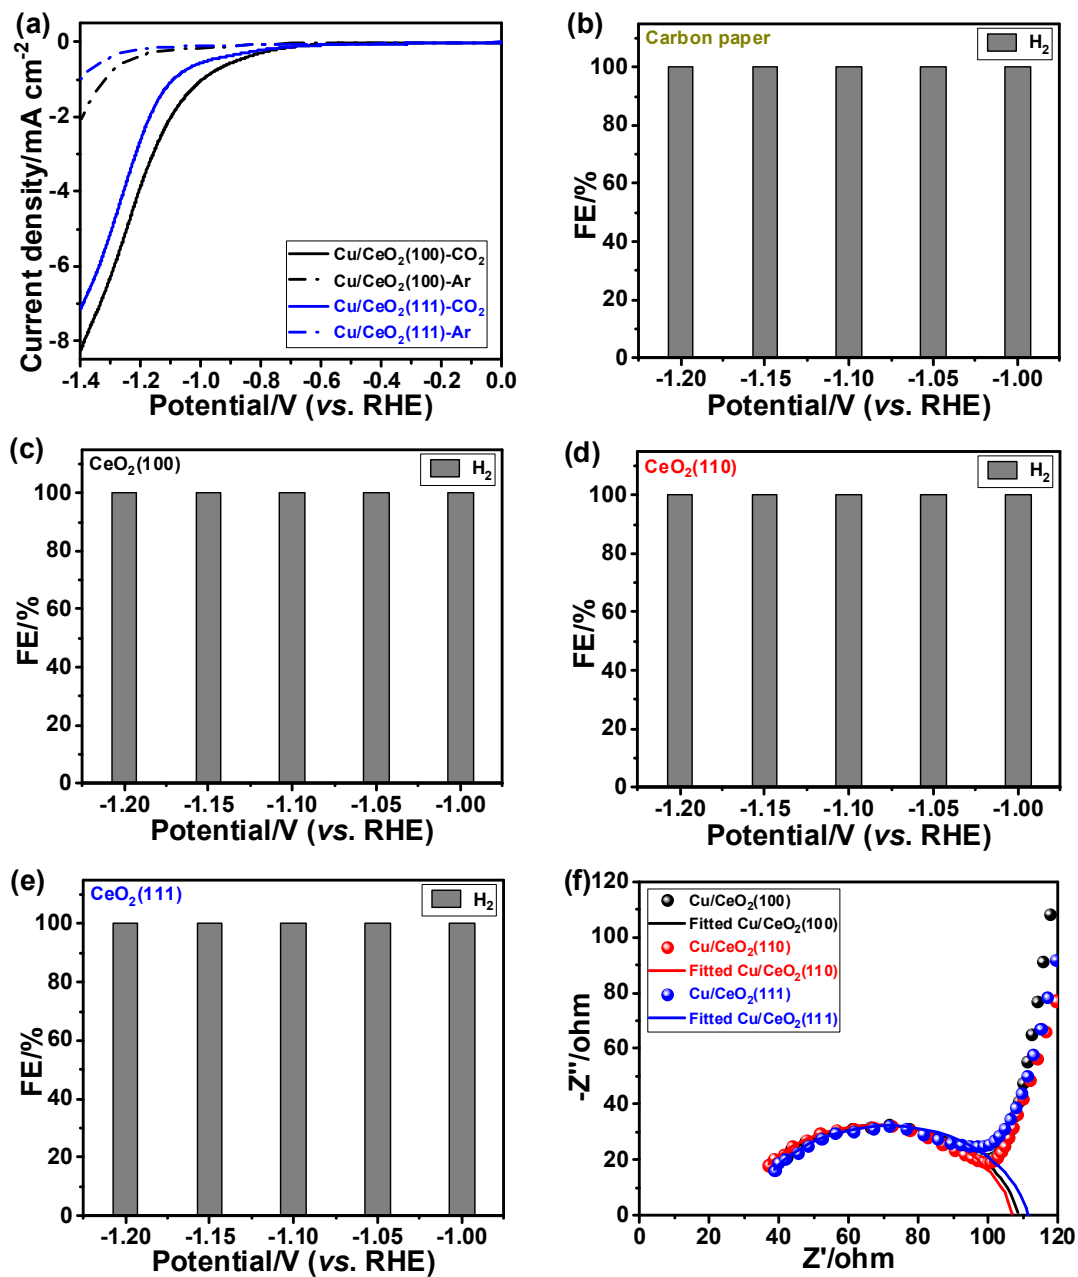 (a)
Current density/mA cm⁻²
0
-2
-4
-6
-8
Cu/CeO₂(100)-CO₂
Cu/CeO₂(100)-Ar
Cu/CeO₂(111)-CO₂
Cu/CeO₂(111)-Ar
-1.4 -1.2 -1.0 -0.8 -0.6 -0.4 -0.2 0.0
Potential/V (vs. RHE)
(b)
Carbon paper
H₂
FE/%
100
80
60
40
20
0
-1.20 -1.15 -1.10 -1.05 -1.00
Potential/V (vs. RHE)
(c)
CeO₂(100)
H₂
FE/%
100
80
60
40
20
0
-1.20 -1.15 -1.10 -1.05 -1.00
Potential/V (vs. RHE)
(d)
CeO₂(110)
H₂
FE/%
100
80
60
40
20
0
-1.20 -1.15 -1.10 -1.05 -1.00
Potential/V (vs. RHE)
(e)
CeO₂(111)
H₂
FE/%
100
80
60
40
20
0
-1.20 -1.15 -1.10 -1.05 -1.00
Potential/V (vs. RHE)
(f)
-Z''/ohm
120
100
80
60
40
20
0
Cu/CeO₂(100)
Fitted Cu/CeO₂(100)
Cu/CeO₂(110)
Fitted Cu/CeO₂(110)
Cu/CeO₂(111)
Fitted Cu/CeO₂(111)
0 20 40 60 80 100 120
Z'/ohm